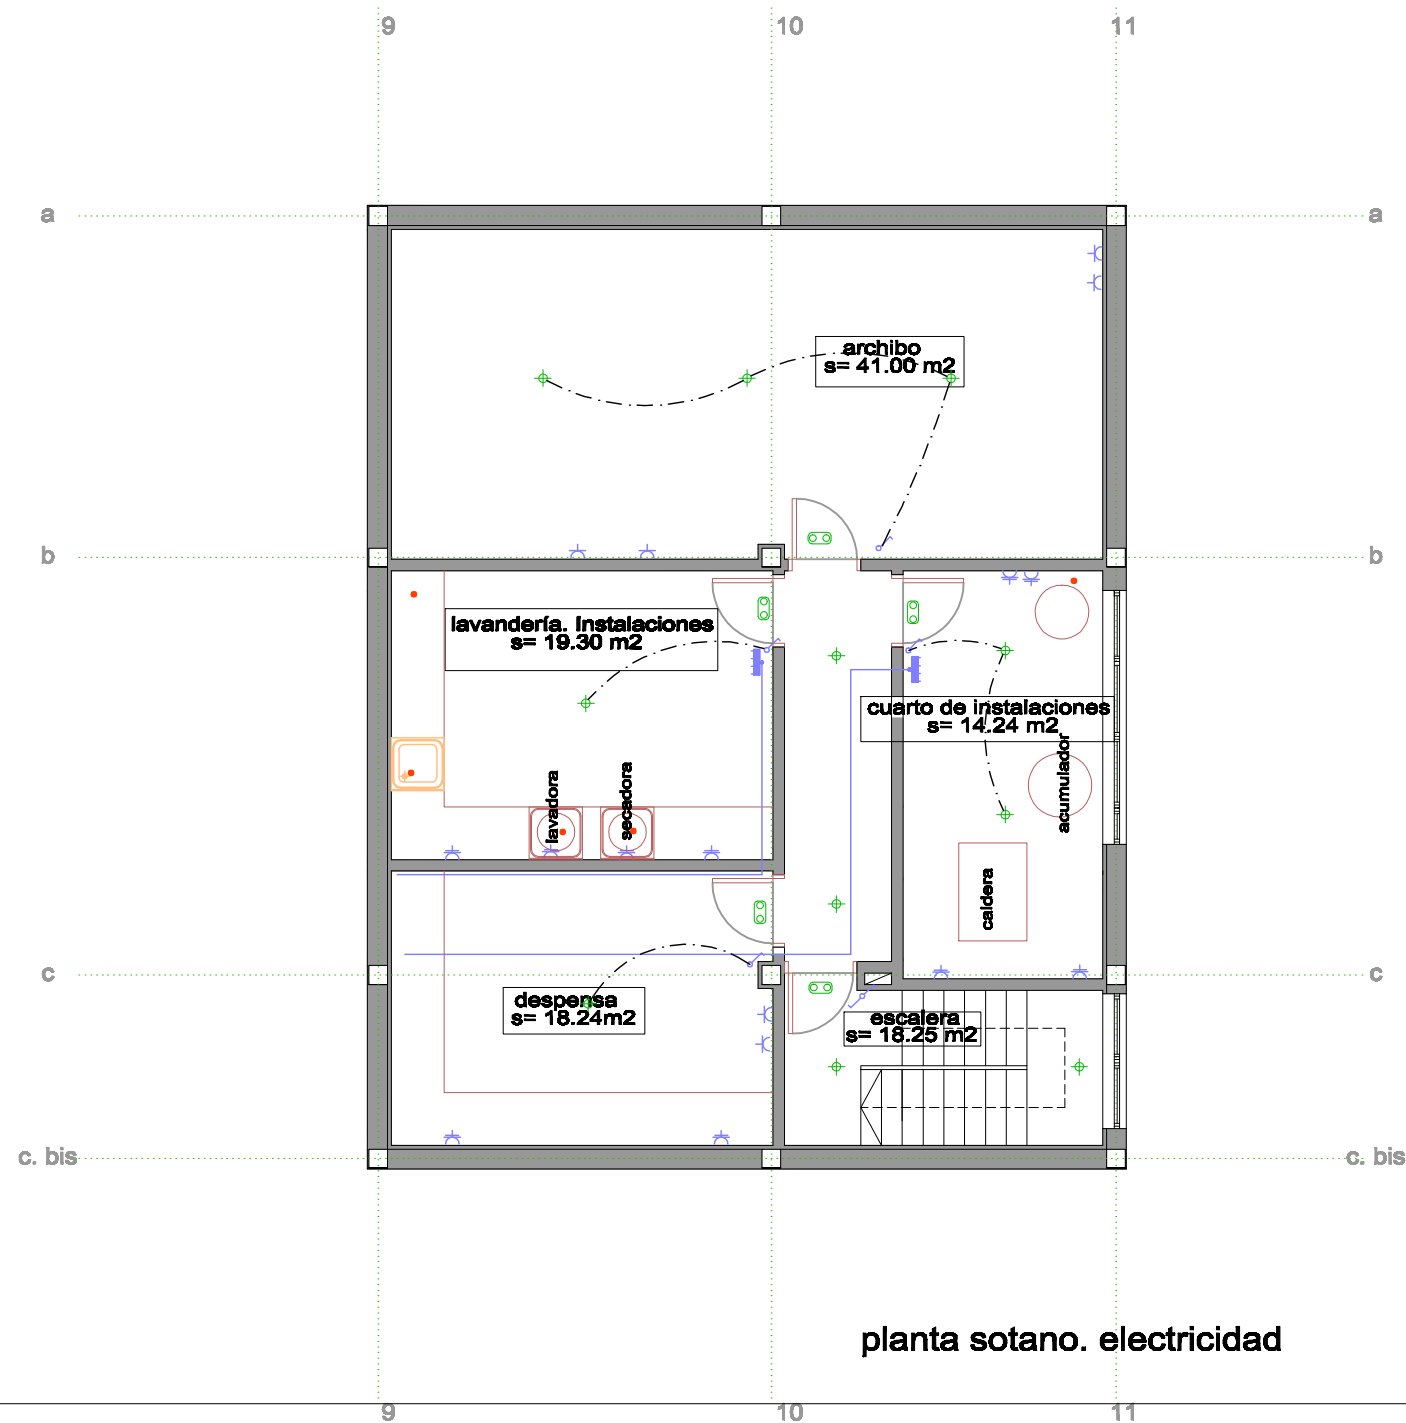 9 10 11
a a
archibo
s= 41.00 m2
b b
lavandería. Instalaciones
s= 19.30 m2
cuarto de instalaciones
s= 14.24 m2
acumulador
lavadora
secadora
caldera
c c
despensa
s= 18.24m2
escalera
s= 18.25 m2
c. bis c. bis
planta sotano. electricidad
9 10 11